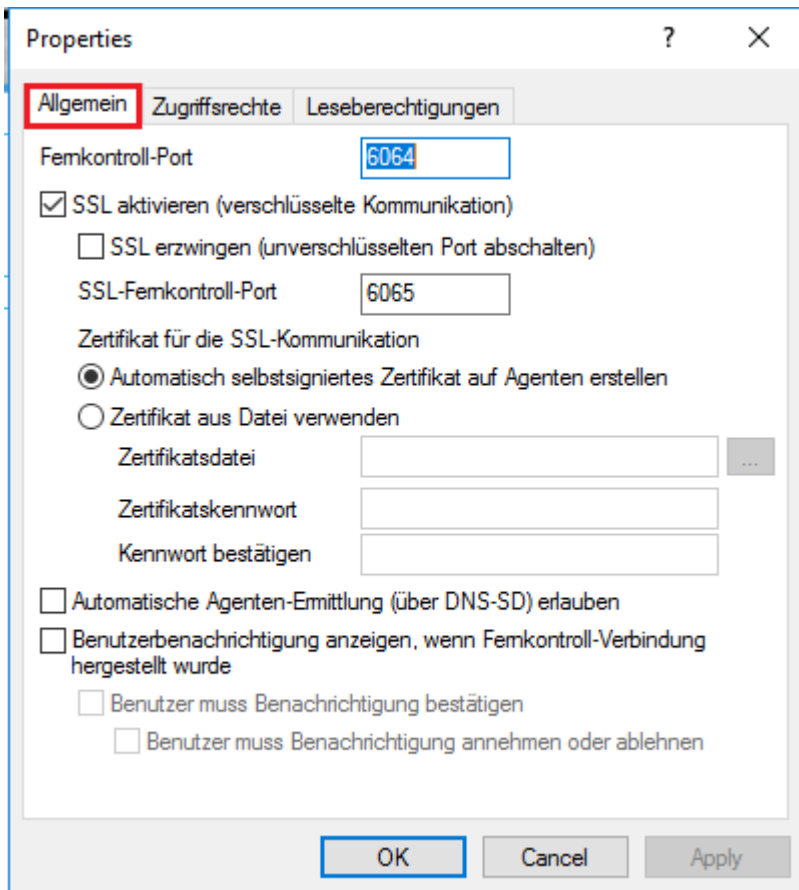 Properties
Allgemein Zugriffsrechte Leseberechtigungen
Fernkontroll-Port 6064
SSL aktivieren (verschlüsselte Kommunikation)
SSL erzwingen (unverschlüsselten Port abschalten)
SSL-Fernkontroll-Port 6065
Zertifikat für die SSL-Kommunikation
Automatisch selbstsigniertes Zertifikat auf Agenten erstellen
Zertifikat aus Datei verwenden
Zertifikatsdatei ...
Zertifikatskennwort
Kennwort bestätigen
Automatische Agenten-Ermittlung (über DNS-SD) erlauben
Benutzerbenachrichtigung anzeigen, wenn Fernkontroll-Verbindung
hergestellt wurde
Benutzer muss Benachrichtigung bestätigen
Benutzer muss Benachrichtigung annehmen oder ablehnen
OK Cancel Apply